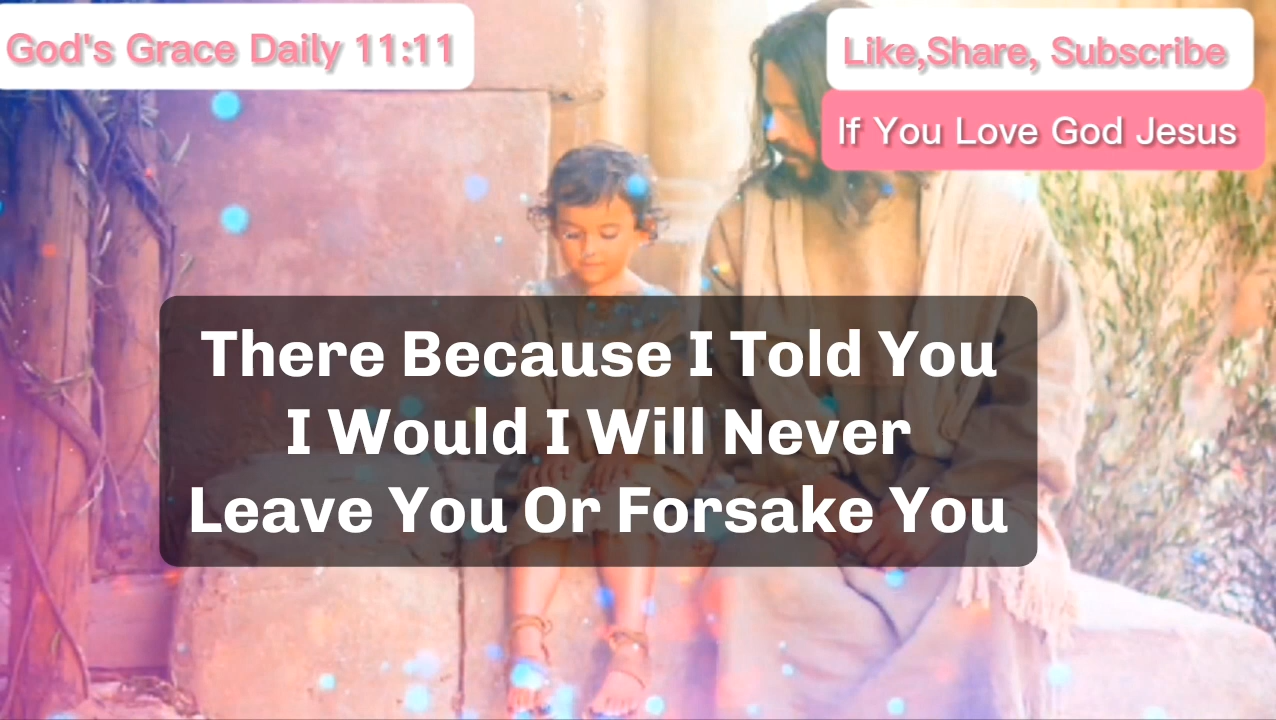 God's Grace Daily 11:11
Like,Share, Subscribe
If You Love God Jesus
There Because I Told You
I Would I Will Never
Leave You Or Forsake You